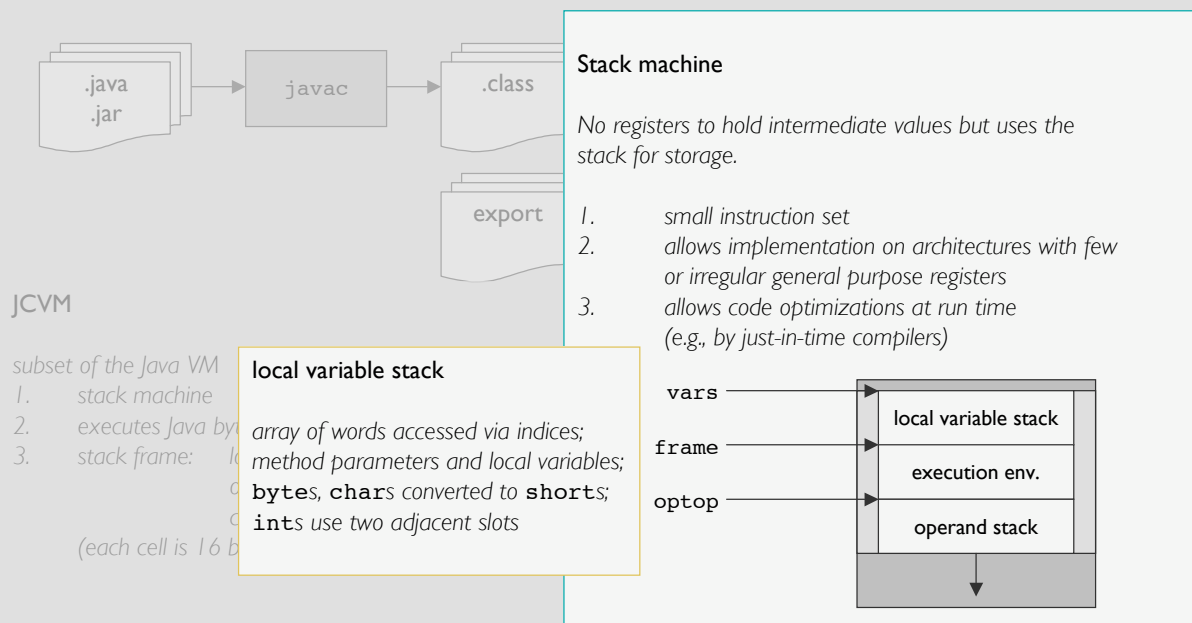 .java
.jar
javac
.class
export
JCVM
subset of the Java VM
1. stack machine
2. executes Java
3. stack frame:
(each cell is 16
local variable stack
array of words accessed via indices;
method parameters and local variables;
bytes, chars converted to shorts;
ints use two adjacent slots
Stack machine
No registers to hold intermediate values but uses the
stack for storage.
1. small instruction set
2. allows implementation on architectures with few
or irregular general purpose registers
3. allows code optimizations at run time
(e.g., by just-in-time compilers)
vars
frame
optop
local variable stack
execution env.
operand stack